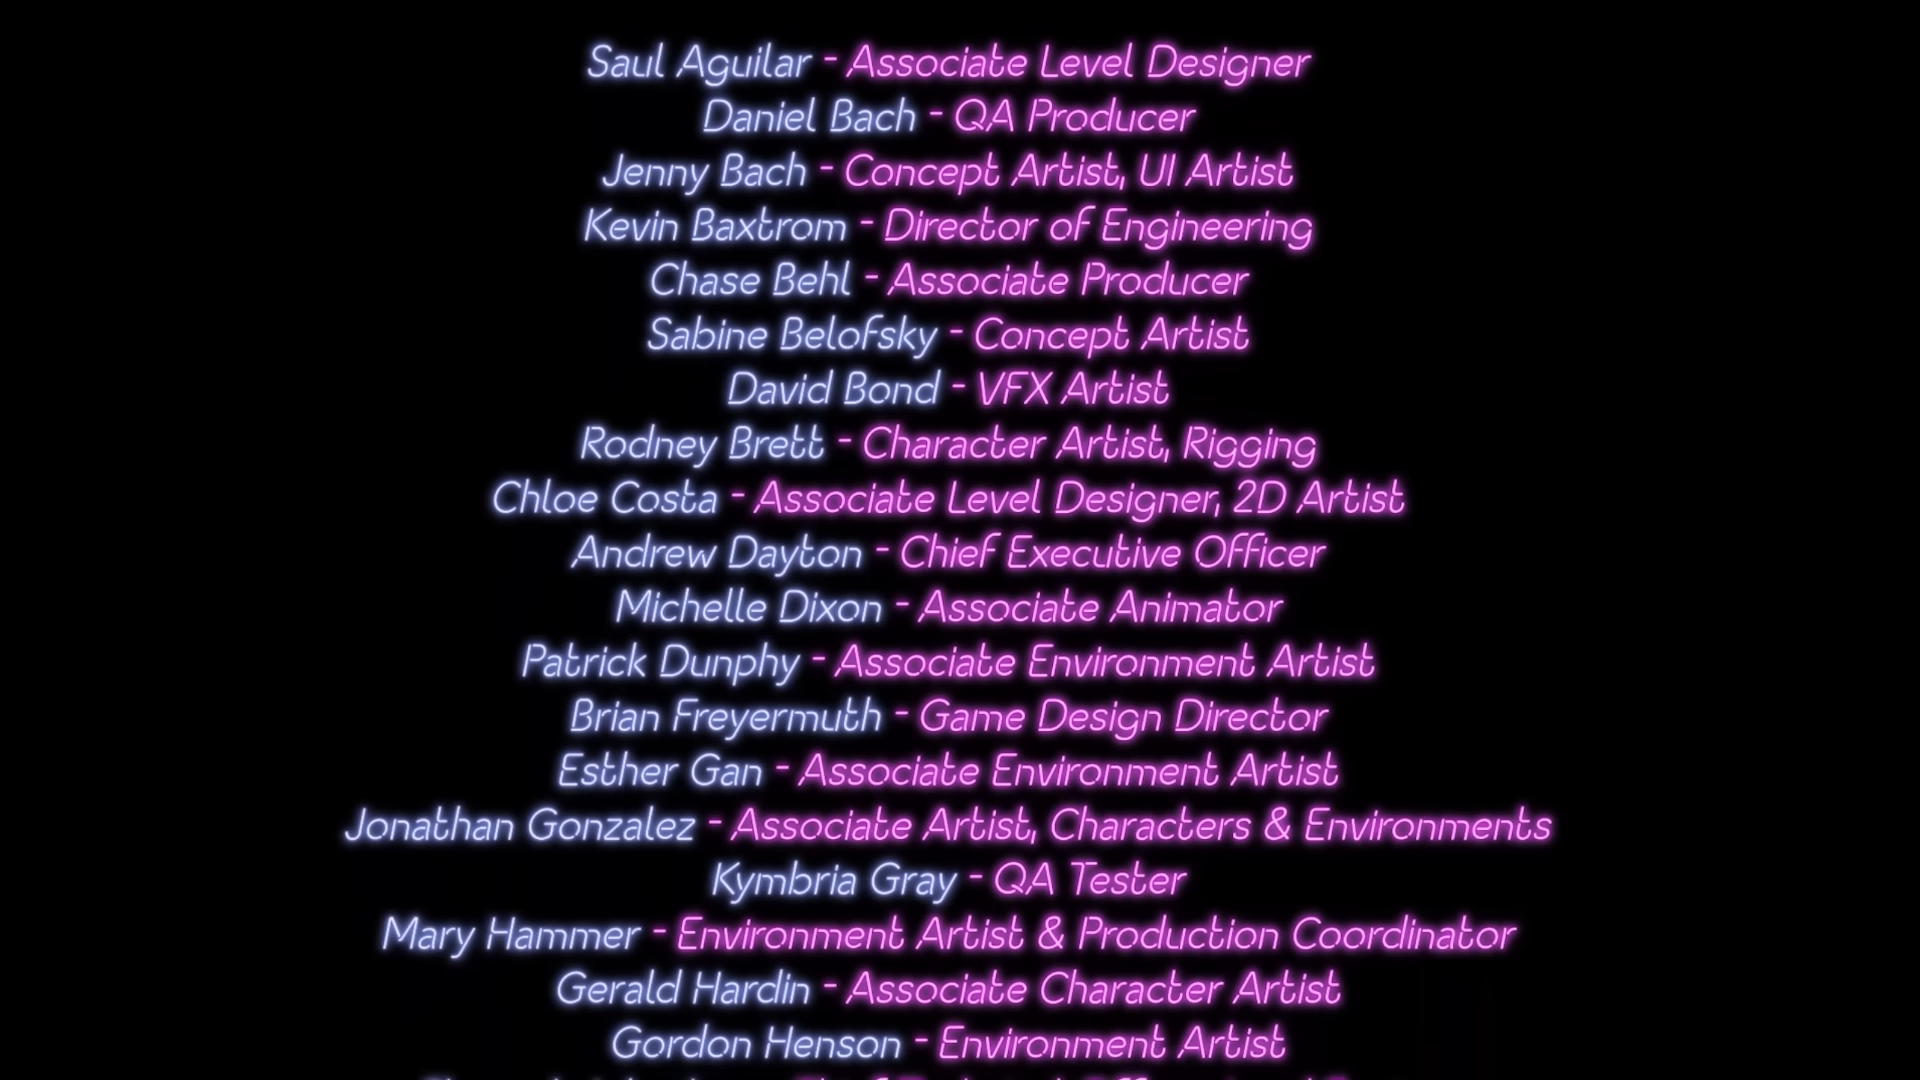 Saul Aguilar - Associate Level Designer
Daniel Bach - QA Producer
Jenny Bach - Concept Artist, UI Artist
Kevin Baxtrom - Director of Engineering
Chase Behl - Associate Producer
Sabine Belofsky - Concept Artist
David Bond - VFX Artist
Rodney Brett - Character Artist, Rigging
Chloe Costa - Associate Level Designer, 2D Artist
Andrew Dayton - Chief Executive Officer
Michelle Dixon - Associate Animator
Patrick Dunphy - Associate Environment Artist
Brian Freyermuth - Game Design Director
Esther Gan - Associate Environment Artist
Jonathan Gonzalez - Associate Artist, Characters & Environments
Kymbria Gray - QA Tester
Mary Hammer - Environment Artist & Production Coordinator
Gerald Hardin - Associate Character Artist
Gordon Henson - Environment Artist